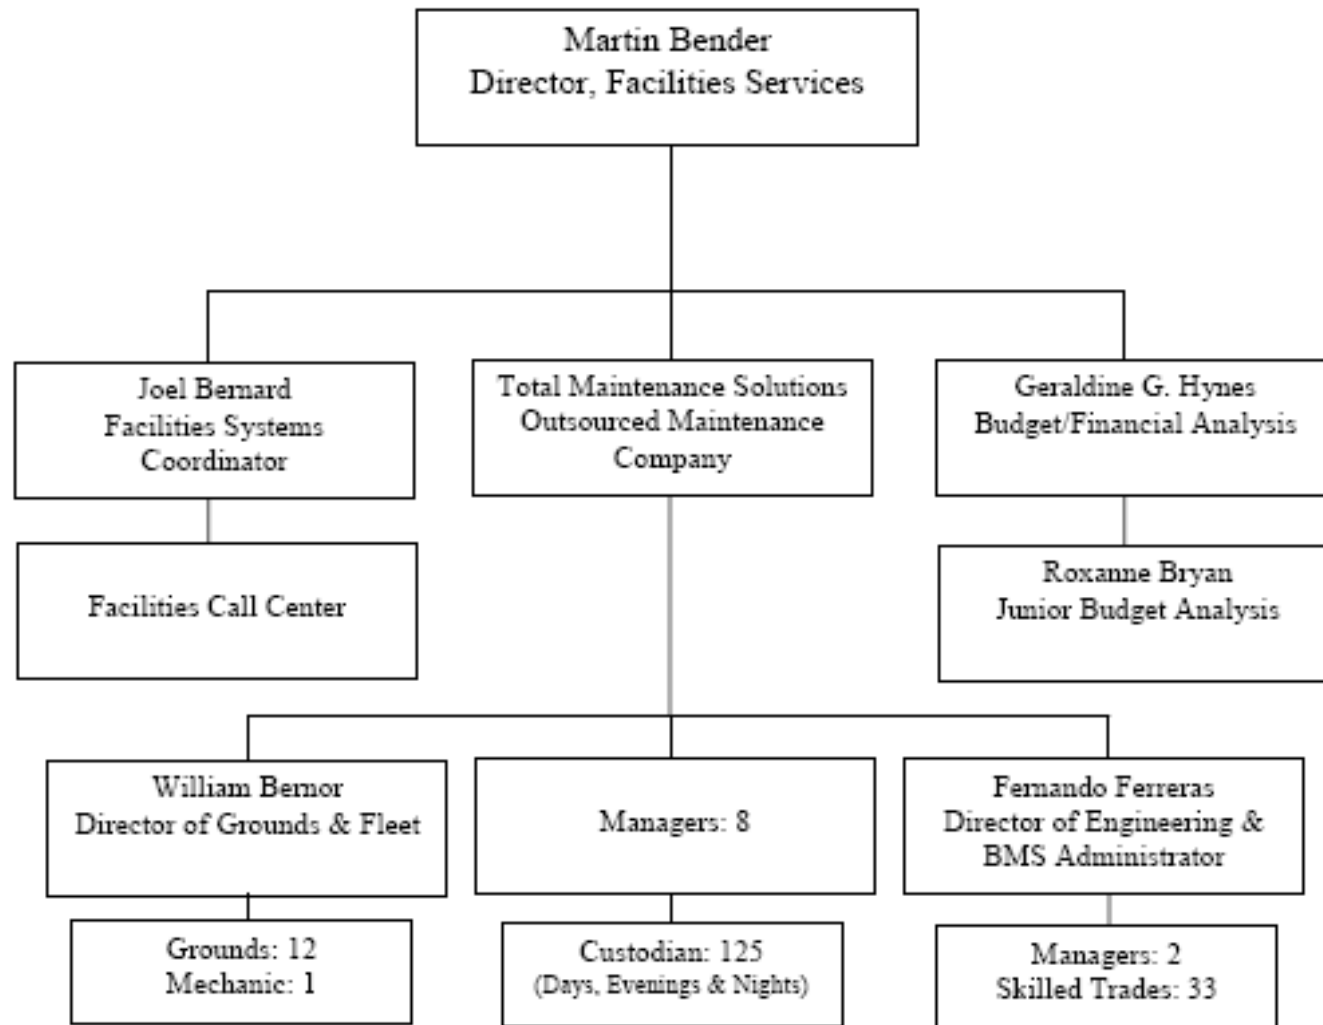 Martin Bender
Director, Facilities Services
Joel Bernard
Facilities Systems
Coordinator
Total Maintenance Solutions
Outsourced Maintenance
Company
Geraldine G. Hynes
Budget/Financial Analysis
Facilities Call Center
Roxanne Bryan
Junior Budget Analysis
William Bernor
Director of Grounds & Fleet
Managers: 8
Fernando Ferreras
Director of Engineering &
BMS Administrator
Grounds: 12
Mechanic: 1
Custodian: 125
(Days, Evenings & Nights)
Managers: 2
Skilled Trades: 33